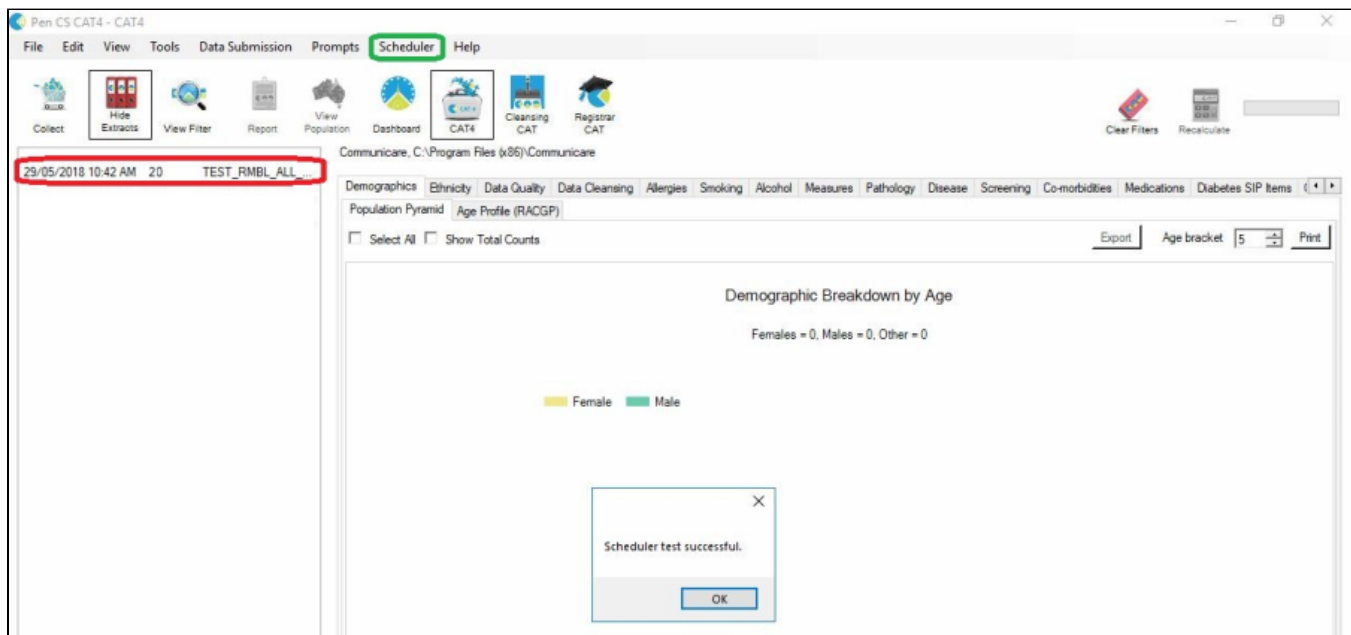 Pen CS CAT4 - CAT4
File Edit View Tools Data Submission Prompts Scheduler Help
Collect
Hide Extracts
View Filter
Report
View Population
Dashboard
CAT4
Cleansing CAT
Registrar CAT
Clear Filters
Recalculate
Communicare, C:\Program Files (x86)\Communicare
29/05/2018 10:42 AM 20 TEST_RMBL_ALL_...
Demographics Ethnicity Data Quality Data Cleansing Allergies Smoking Alcohol Measures Pathology Disease Screening Co-morbidities Medications Diabetes SIP Items
Population Pyramid Age Profile (RACGP)
Select All Show Total Counts Export Age bracket 5 Print
Demographic Breakdown by Age
Females = 0, Males = 0, Other = 0
Female Male
Scheduler test successful.
OK